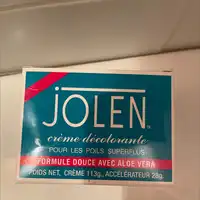 JOLEN
crème décolorante
POUR LES POILS SUPERFLUS
FORMULE DOUCE AVEC ALOE VERA
POIDS NET, CRÈME 113g, ACCÉLÉRATEUR 28g